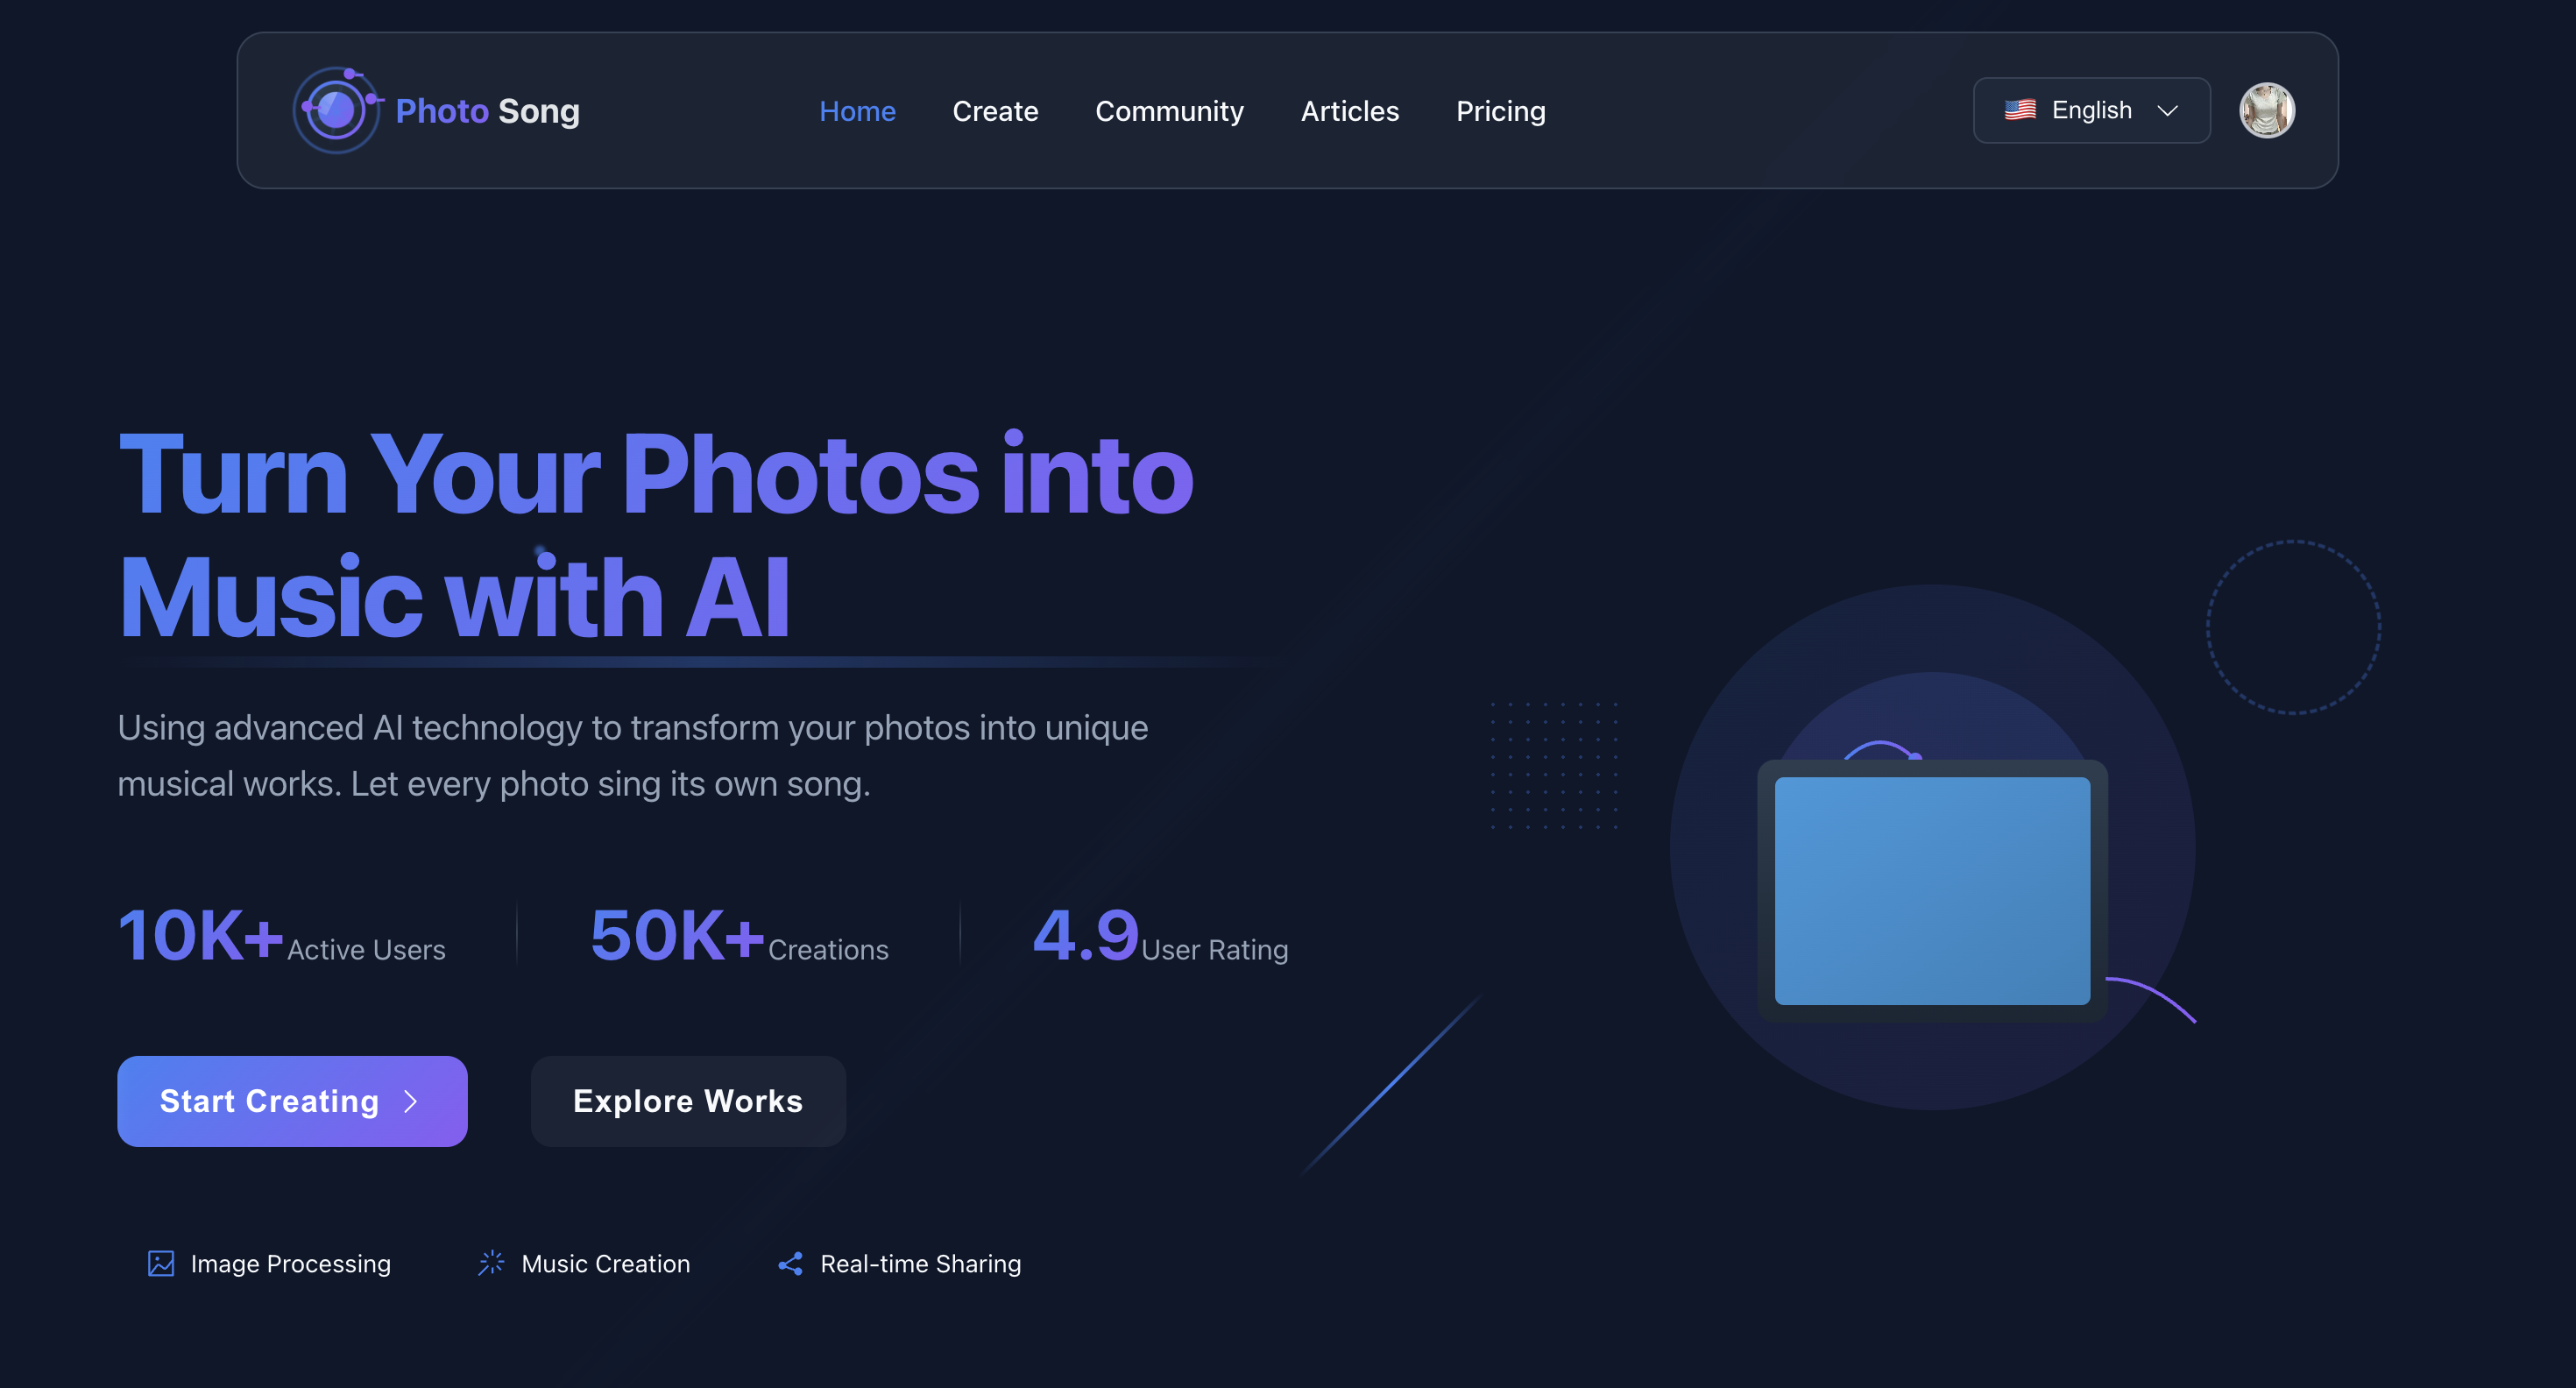 Photo Song
Home Create Community Articles Pricing
English
Turn Your Photos into
Music with AI
Using advanced AI technology to transform your photos into unique
musical works. Let every photo sing its own song.
10K+ Active Users
50K+ Creations
4.9 User Rating
Start Creating
Explore Works
Image Processing
Music Creation
Real-time Sharing